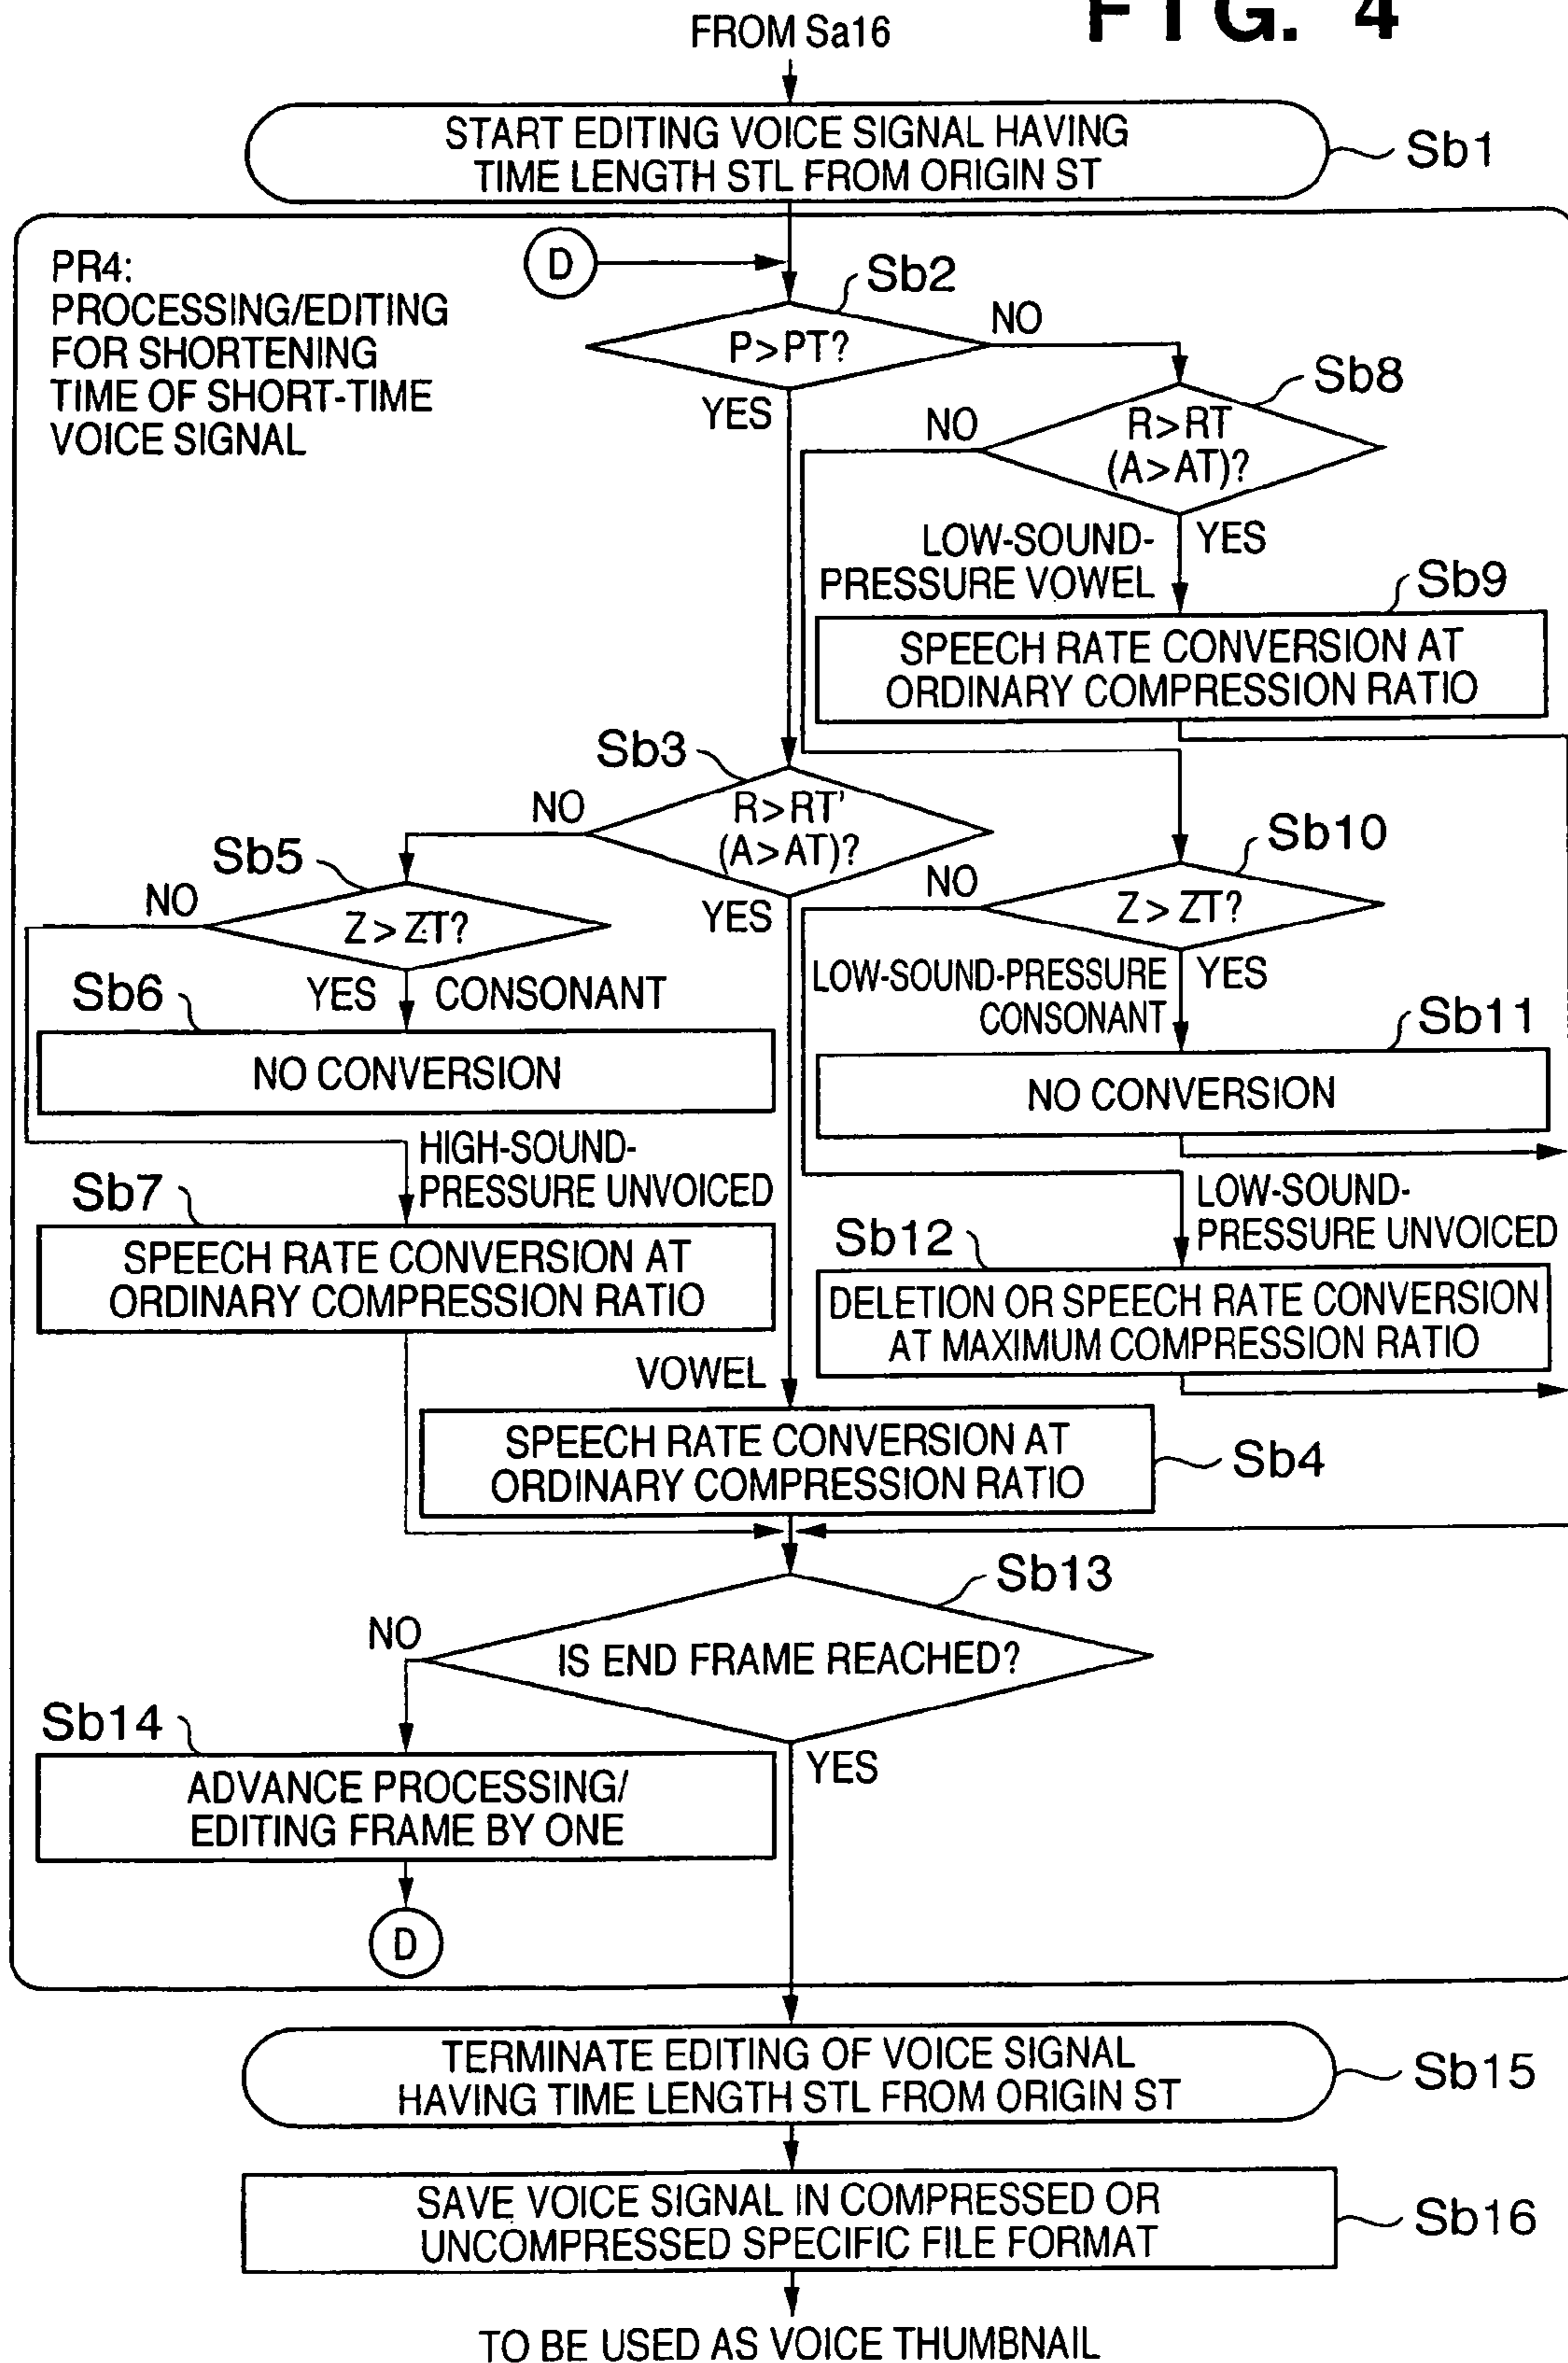 FIG. 4
FROM Sa16
START EDITING VOICE SIGNAL HAVING
TIME LENGTH STL FROM ORIGIN ST
Sb1
PR4:
PROCESSING/EDITING
FOR SHORTENING
TIME OF SHORT-TIME
VOICE SIGNAL
D
Sb2
P>PT?
NO
YES
Sb8
R>RT
(A>AT)?
NO
YES
LOW-SOUND-
PRESSURE VOWEL
Sb9
SPEECH RATE CONVERSION AT
ORDINARY COMPRESSION RATIO
Sb3
R>RT'
(A>AT)?
NO
YES
Sb5
Z>ZT?
NO
YES
CONSONANT
Sb10
Z>ZT?
NO
YES
LOW-SOUND-PRESSURE
CONSONANT
Sb6
NO CONVERSION
Sb11
NO CONVERSION
HIGH-SOUND-
PRESSURE UNVOICED
Sb7
SPEECH RATE CONVERSION AT
ORDINARY COMPRESSION RATIO
LOW-SOUND-
PRESSURE UNVOICED
Sb12
DELETION OR SPEECH RATE CONVERSION
AT MAXIMUM COMPRESSION RATIO
VOWEL
SPEECH RATE CONVERSION AT
ORDINARY COMPRESSION RATIO
Sb4
Sb13
IS END FRAME REACHED?
NO
YES
Sb14
ADVANCE PROCESSING/
EDITING FRAME BY ONE
D
TERMINATE EDITING OF VOICE SIGNAL
HAVING TIME LENGTH STL FROM ORIGIN ST
Sb15
SAVE VOICE SIGNAL IN COMPRESSED OR
UNCOMPRESSED SPECIFIC FILE FORMAT
Sb16
TO BE USED AS VOICE THUMBNAIL